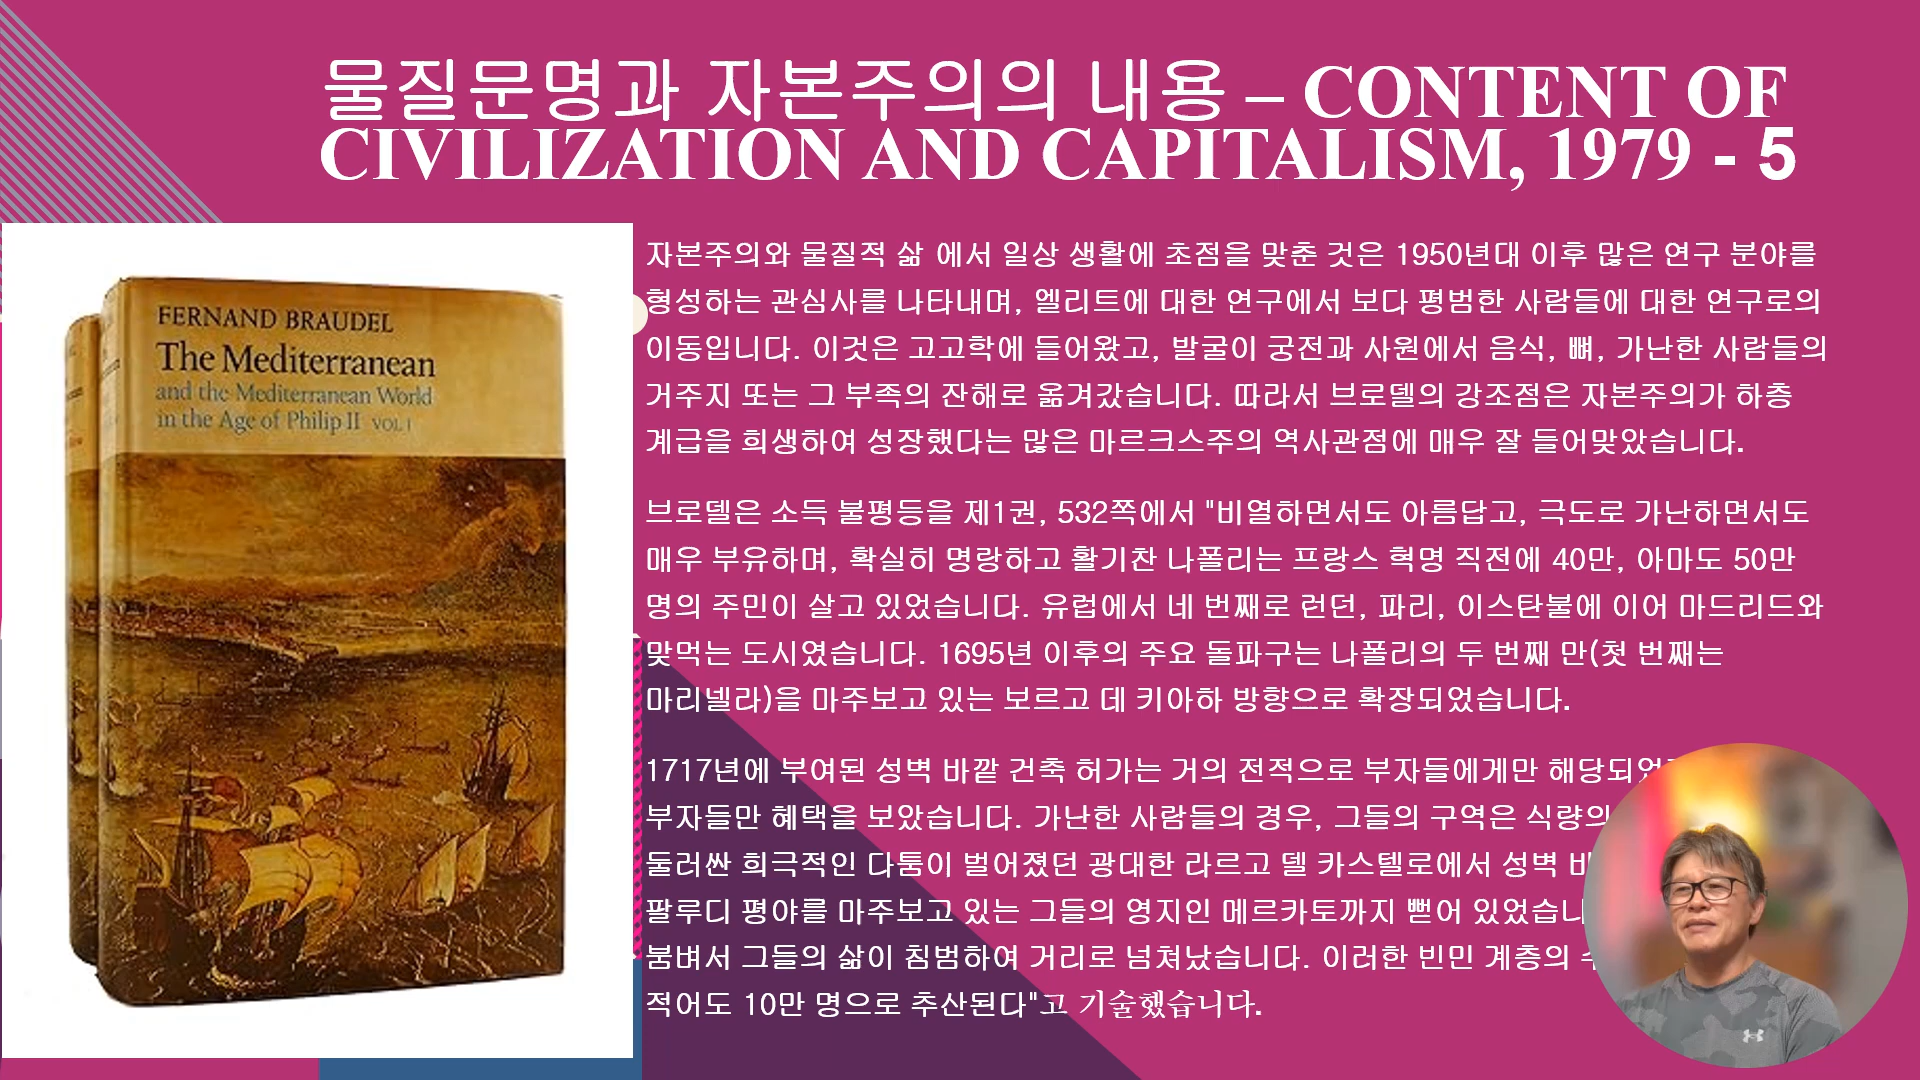 물질문명과 자본주의의 내용 – CONTENT OF
CIVILIZATION AND CAPITALISM, 1979 - 5
FERNAND BRAUDEL
The Mediterranean
and the Mediterranean World
in the Age of Philip II VOL I
자본주의와 물질적 삶 에서 일상 생활에 초점을 맞춘 것은 1950년대 이후 많은 연구 분야를
형성하는 관심사를 나타내며, 엘리트에 대한 연구에서 보다 평범한 사람들에 대한 연구로의
이동입니다. 이것은 고고학에 들어왔고, 발굴이 궁전과 사원에서 음식, 뼈, 가난한 사람들의
거주지 또는 그 부족의 잔해로 옮겨갔습니다. 따라서 브로델의 강조점은 자본주의가 하층
계급을 희생하여 성장했다는 많은 마르크스주의 역사관점에 매우 잘 들어맞았습니다.
브로델은 소득 불평등을 제1권, 532쪽에서 "비열하면서도 아름답고, 극도로 가난하면서도
매우 부유하며, 확실히 명랑하고 활기찬 나폴리는 프랑스 혁명 직전에 40만, 아마도 50만
명의 주민이 살고 있었습니다. 유럽에서 네 번째로 런던, 파리, 이스탄불에 이어 마드리드와
맞먹는 도시였습니다. 1695년 이후의 주요 돌파구는 나폴리의 두 번째 만(첫 번째는
마리넬라)을 마주보고 있는 보르고 데 키아하 방향으로 확장되었습니다.
1717년에 부여된 성벽 바깥 건축 허가는 거의 전적으로 부자들에게만
부자들만 혜택을 보았습니다. 가난한 사람들의 경우, 그들의 구역은 식량의
둘러싼 희극적인 다툼이 벌어졌던 광대한 라르고 델 카스텔로에서 성벽
팔루디 평야를 마주보고 있는 그들의 영지인 메르카토까지 뻗어
붐벼서 그들의 삶이 침범하여 거리로 넘쳐났습니다. 이러한 빈민 계층의
적어도 10만 명으로 추산된다"고 기술했습니다.